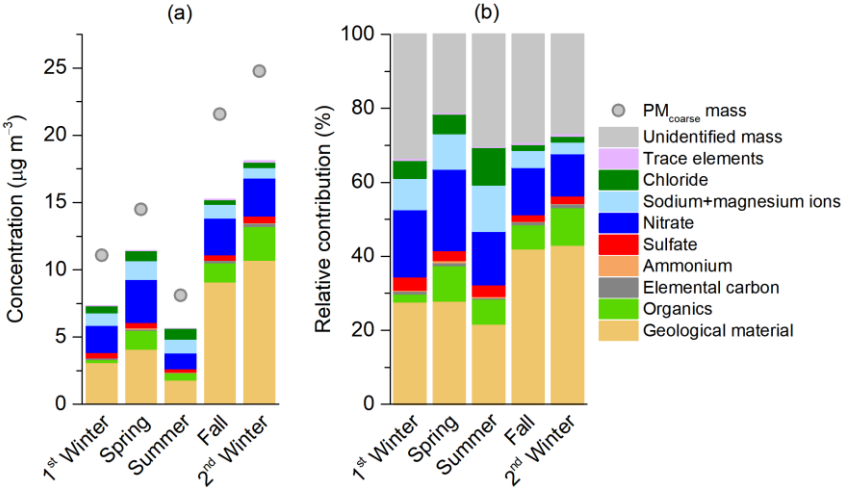 (a)
Concentration (μg m⁻³)
25
20
15
10
5
0
1st Winter
Spring
Summer
Fall
2nd Winter
(b)
Relative contribution (%)
100
80
60
40
20
0
1st Winter
Spring
Summer
Fall
2nd Winter
PMcoarse mass
Unidentified mass
Trace elements
Chloride
Sodium+magnesium ions
Nitrate
Sulfate
Ammonium
Elemental carbon
Organics
Geological material